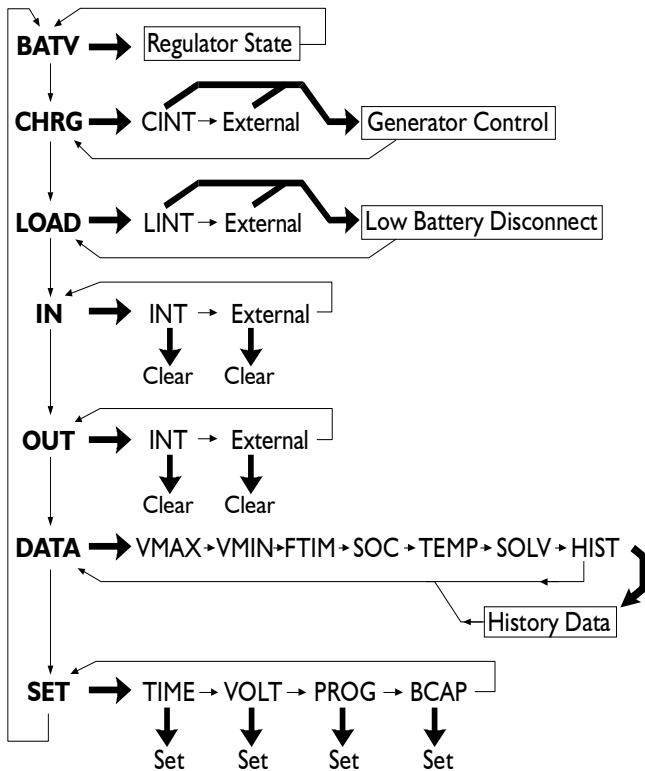 BATV Regulator State
CHRG CINT External Generator Control
LOAD LINT External Low Battery Disconnect
IN INT External
Clear Clear
OUT INT External
Clear Clear
DATA VMAX VMIN FTIM SOC TEMP SOLV HIST
History Data
SET TIME VOLT PROG BCAP
Set Set Set Set